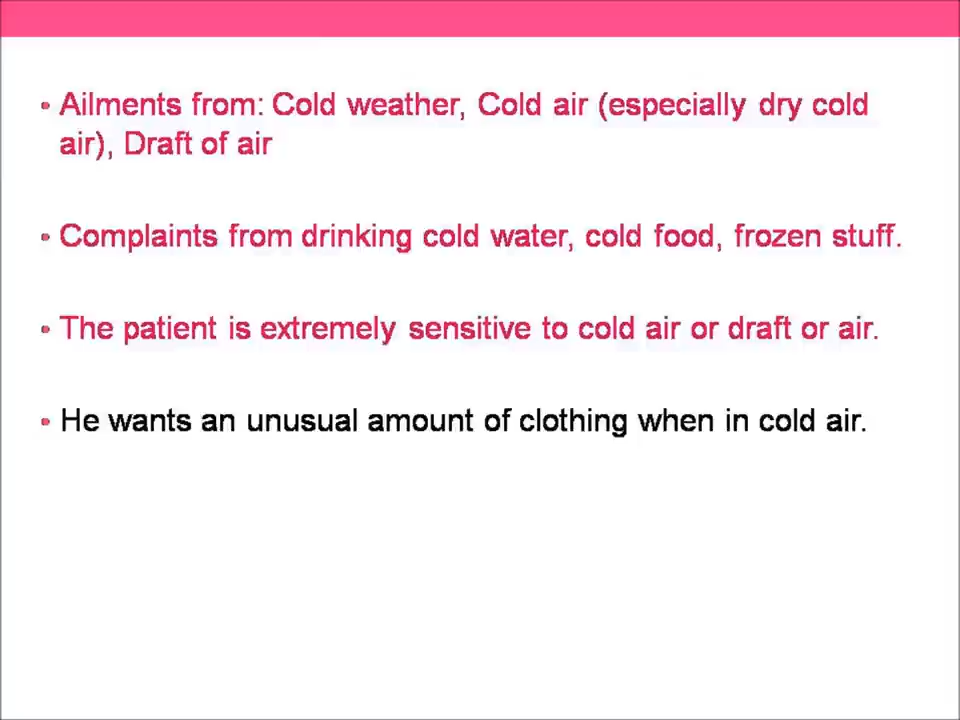 • Ailments from: Cold weather, Cold air (especially dry cold
air), Draft of air
• Complaints from drinking cold water, cold food, frozen stuff.
• The patient is extremely sensitive to cold air or draft or air.
• He wants an unusual amount of clothing when in cold air.